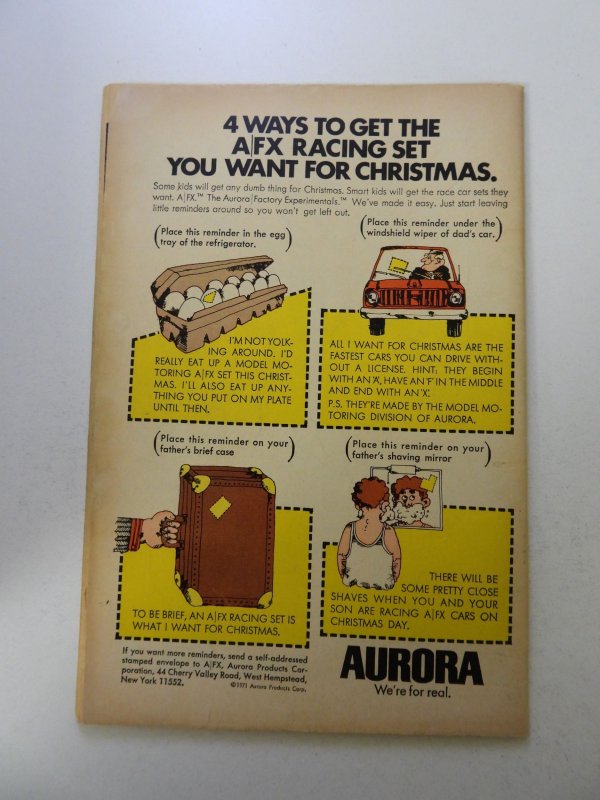 4 WAYS TO GET THE
A|FX RACING SET
YOU WANT FOR CHRISTMAS.
Some kids will get any dumb thing for Christmas. Smart kids will get the race car sets they
want. A|FX.™ The Aurora|Factory Experimentals.™ We've made it easy. Just start leaving
little reminders around so you won't get left out.
(Place this reminder in the egg
tray of the refrigerator.)
I'M NOT YOLK-
ING AROUND. I'D
REALLY EAT UP A MODEL MO-
TORING A|FX SET THIS CHRIST-
MAS. I'LL ALSO EAT UP ANY-
THING YOU PUT ON MY PLATE
UNTIL THEN.
(Place this reminder under the
windshield wiper of dad's car.)
ALL I WANT FOR CHRISTMAS ARE THE
FASTEST CARS YOU CAN DRIVE WITH-
OUT A LICENSE. HINT: THEY BEGIN
WITH AN 'A', HAVE AN 'F' IN THE MIDDLE
AND END WITH AN 'X'.
P.S. THEY'RE MADE BY THE MODEL MO-
TORING DIVISION OF AURORA.
(Place this reminder on your
father's brief case)
TO BE BRIEF, AN A|FX RACING SET IS
WHAT I WANT FOR CHRISTMAS.
(Place this reminder on your
father's shaving mirror)
THERE WILL BE
SOME PRETTY CLOSE
SHAVES WHEN YOU AND YOUR
SON ARE RACING A|FX CARS ON
CHRISTMAS DAY.
If you want more reminders, send a self-addressed
stamped envelope to A|FX, Aurora Products Cor-
poration, 44 Cherry Valley Road, West Hempstead,
New York 11552.
©1971 Aurora Products Corp.
AURORA
We're for real.